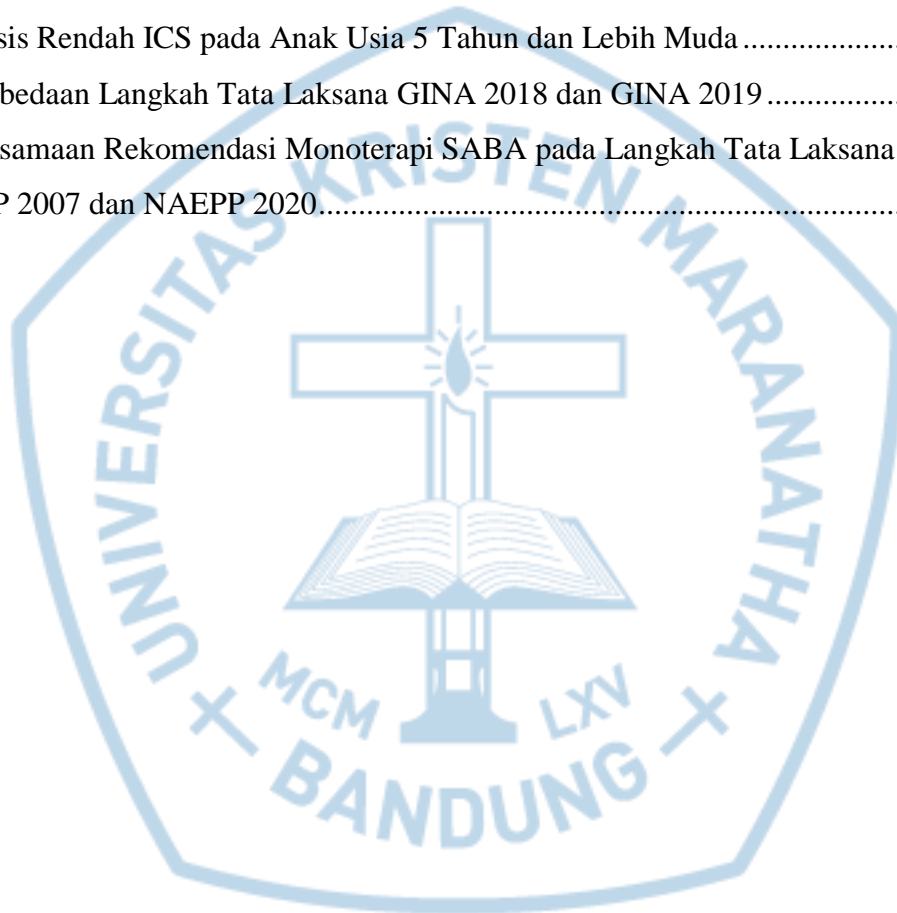 sis Rendah ICS pada Anak Usia 5 Tahun dan Lebih Muda ....................
bedaan Langkah Tata Laksana GINA 2018 dan GINA 2019 .................
samaan Rekomendasi Monoterapi SABA pada Langkah Tata Laksana
P 2007 dan NAEPP 2020...........................................................................
UNIVERSITAS KRISTEN MARANATHA
MCM LXV
+ BANDUNG +